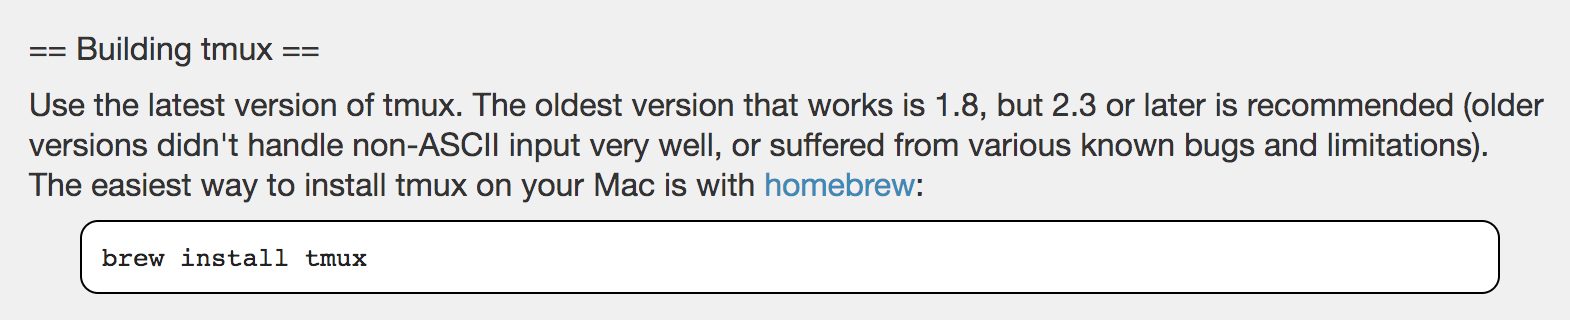 == Building tmux ==
Use the latest version of tmux. The oldest version that works is 1.8, but 2.3 or later is recommended (older
versions didn't handle non-ASCII input very well, or suffered from various known bugs and limitations).
The easiest way to install tmux on your Mac is with homebrew:
brew install tmux